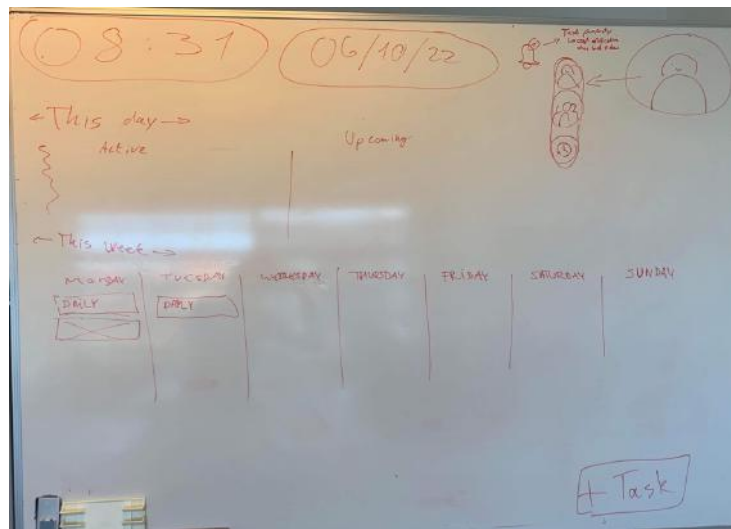 08:31
06/10/22
←This day→
Active
Upcoming
←This Week→
MONDAY
TUESDAY
WEDNESDAY
THURSDAY
FRIDAY
SATURDAY
SUNDAY
DAILY
DAILY
+ Task